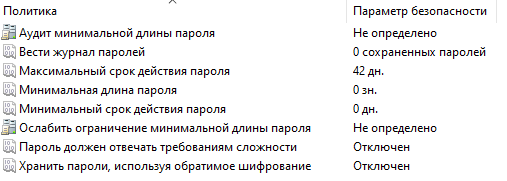 Политика Параметр безопасности
Аудит минимальной длины пароля Не определено
Вести журнал паролей 0 сохраненных паролей
Максимальный срок действия пароля 42 дн.
Минимальная длина пароля 0 зн.
Минимальный срок действия пароля 0 дн.
Ослабить ограничение минимальной длины пароля Не определено
Пароль должен отвечать требованиям сложности Отключен
Хранить пароли, используя обратимое шифрование Отключен